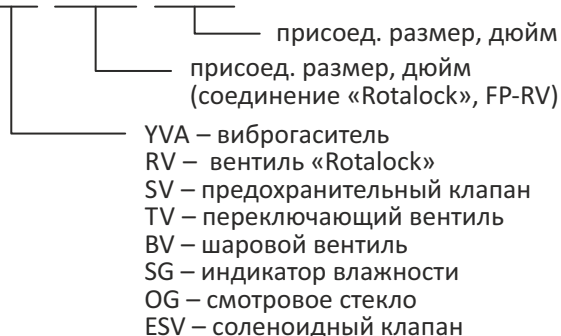 присоед. размер, дюйм
присоед. размер, дюйм
(соединение «Rotalock», FP-RV)
YVA – виброгаситель
RV – вентиль «Rotalock»
SV – предохранительный клапан
TV – переключающий вентиль
BV – шаровой вентиль
SG – индикатор влажности
OG – смотровое стекло
ESV – соленоидный клапан